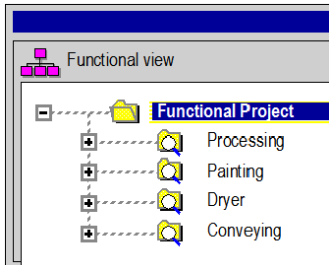 Functional view
Functional Project
Processing
Painting
Dryer
Conveying